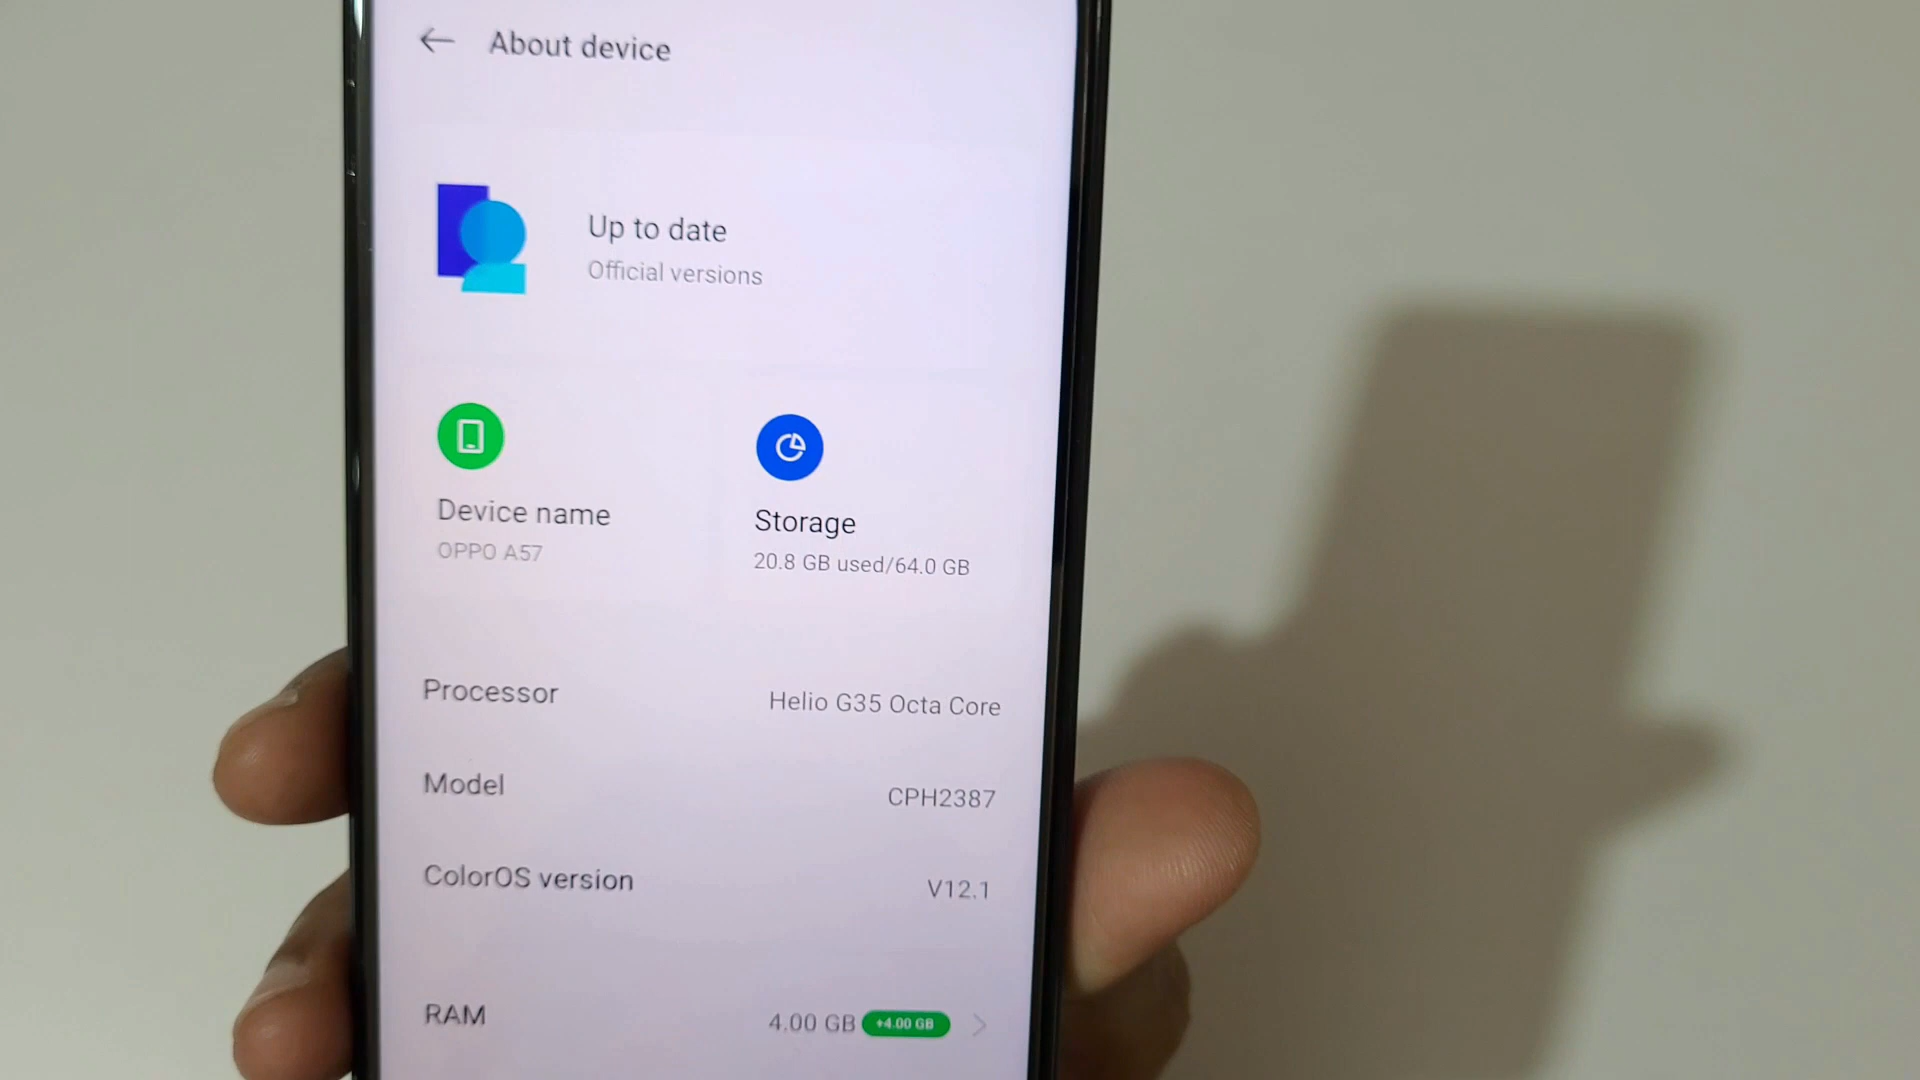 About device
Up to date
Official versions
Device name
OPPO A57
Storage
20.8 GB used/64.0 GB
Processor
Helio G35 Octa Core
Model
CPH2387
ColorOS version
V12.1
RAM
4.00 GB +4.00 GB